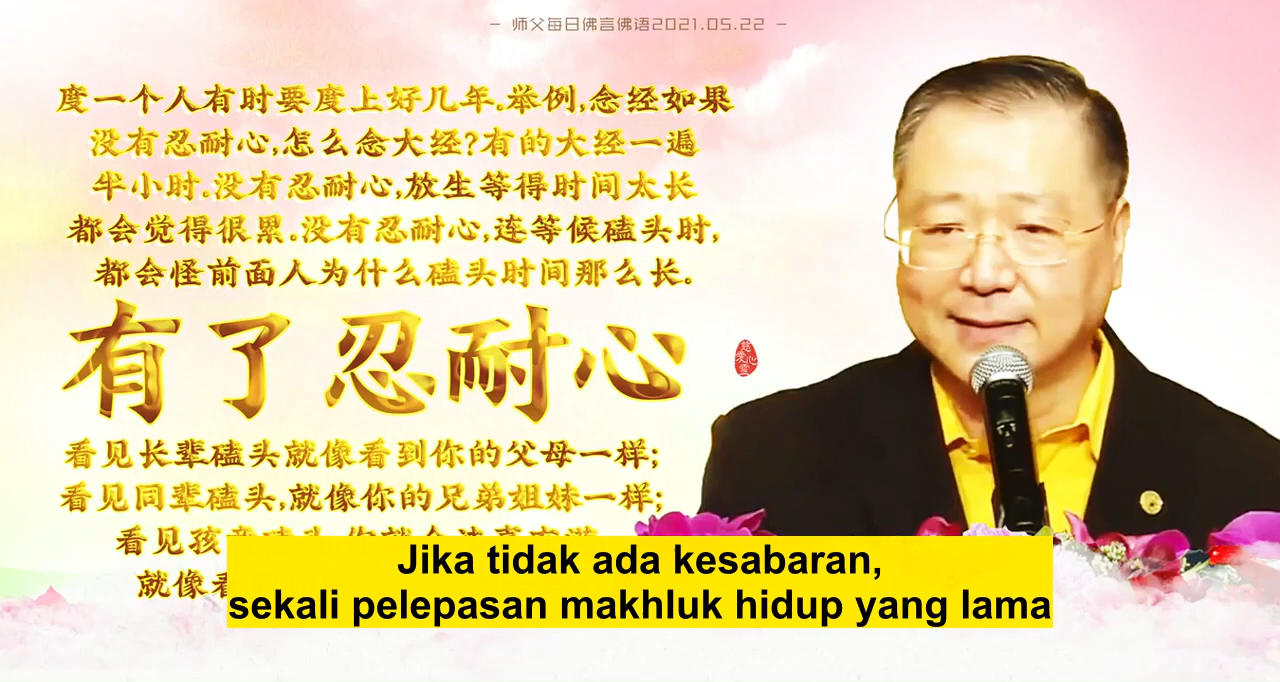 — 师父每日佛言佛语2021.05.22 —
度一个人有时要度上好几年。举例,念经如果
没有忍耐心,怎么念大经?有的大经一遍
半小时。没有忍耐心,放生等得时间太长
都会觉得很累。没有忍耐心,连等候磕头时,
都会怪前面人为什么磕头时间那么长。
有了忍耐心
看见长辈磕头就像看到你的父母一样;
看见同辈磕头,就像你的兄弟姐妹一样;
看见孩
就像看
Jika tidak ada kesabaran,
sekali pelepasan makhluk hidup yang lama